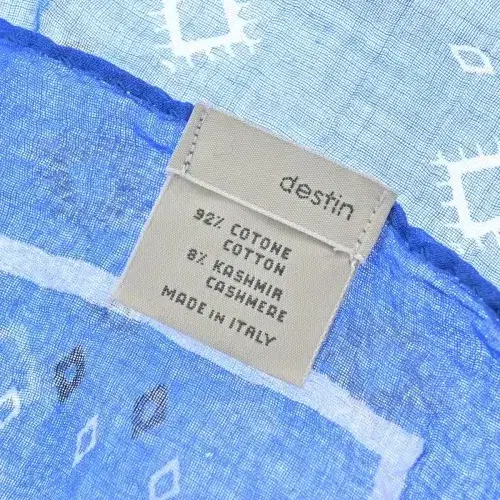 destin
92% COTONE
COTTON
8% KASHMIR
CASHMERE
MADE IN ITALY